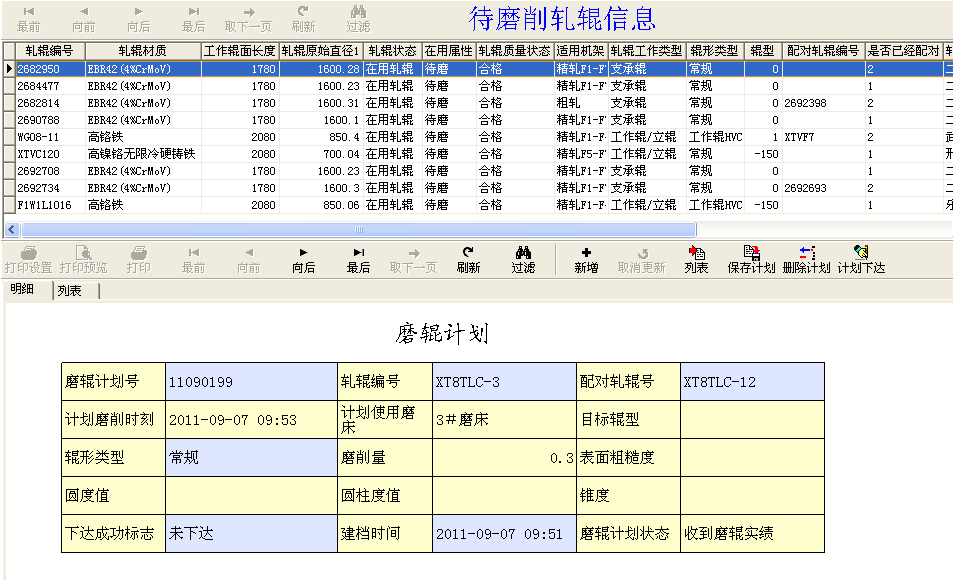 最前 向前 向后 最后 取下一页 刷新 过滤 待磨削轧辊信息
轧辊编号 轧辊材质 工作辊面长度 轧辊原始直径1 轧辊状态 在用属性 轧辊质量状态 适用机架 轧辊工作类型 辊形类型 辊型 配对轧辊编号 是否已经配对
2682950 EBR42(4%CrMoV) 1780 1600.28 在用轧辊 待磨 合格 精轧F1-F 支承辊 常规 0 2
2684477 EBR42(4%CrMoV) 1780 1600.23 在用轧辊 待磨 合格 精轧F1-F 支承辊 常规 0 1
2682814 EBR42(4%CrMoV) 1780 1600.31 在用轧辊 待磨 合格 粗轧 支承辊 常规 0 2692398 2
2690788 EBR42(4%CrMoV) 1780 1600.1 在用轧辊 待磨 合格 精轧F1-F 支承辊 常规 0 1
WG08-11 高铬铁 2080 850.4 在用轧辊 待磨 合格 精轧F1-F 工作辊/立辊 工作辊HVC 1 XTVF7 2
XTVC120 高镍铬无限冷硬铸铁 2080 700.04 在用轧辊 待磨 合格 精轧F5-F 工作辊/立辊 常规 -150 1
2692708 EBR42(4%CrMoV) 1780 1600.23 在用轧辊 待磨 合格 精轧F1-F 支承辊 常规 0 1
2692734 EBR42(4%CrMoV) 1780 1600.3 在用轧辊 待磨 合格 精轧F1-F 支承辊 常规 0 2692693 2
F1W1L1016 高铬铁 2080 850.06 在用轧辊 待磨 合格 精轧F1-F 工作辊/立辊 工作辊HVC -150 1
打印设置 打印预览 打印 最前 向前 向后 最后 取下一页 刷新 过滤 新增 取消更新 列表 保存计划 删除计划 计划下达
明细 列表
磨辊计划
磨辊计划号 11090199 轧辊编号 XT8TLC-3 配对轧辊号 XT8TLC-12
计划磨削时刻 2011-09-07 09:53 计划使用磨床 3#磨床 目标辊型
辊形类型 常规 磨削量 0.3 表面粗糙度
圆度值 圆柱度值 锥度
下达成功标志 未下达 建档时间 2011-09-07 09:51 磨辊计划状态 收到磨辊实绩